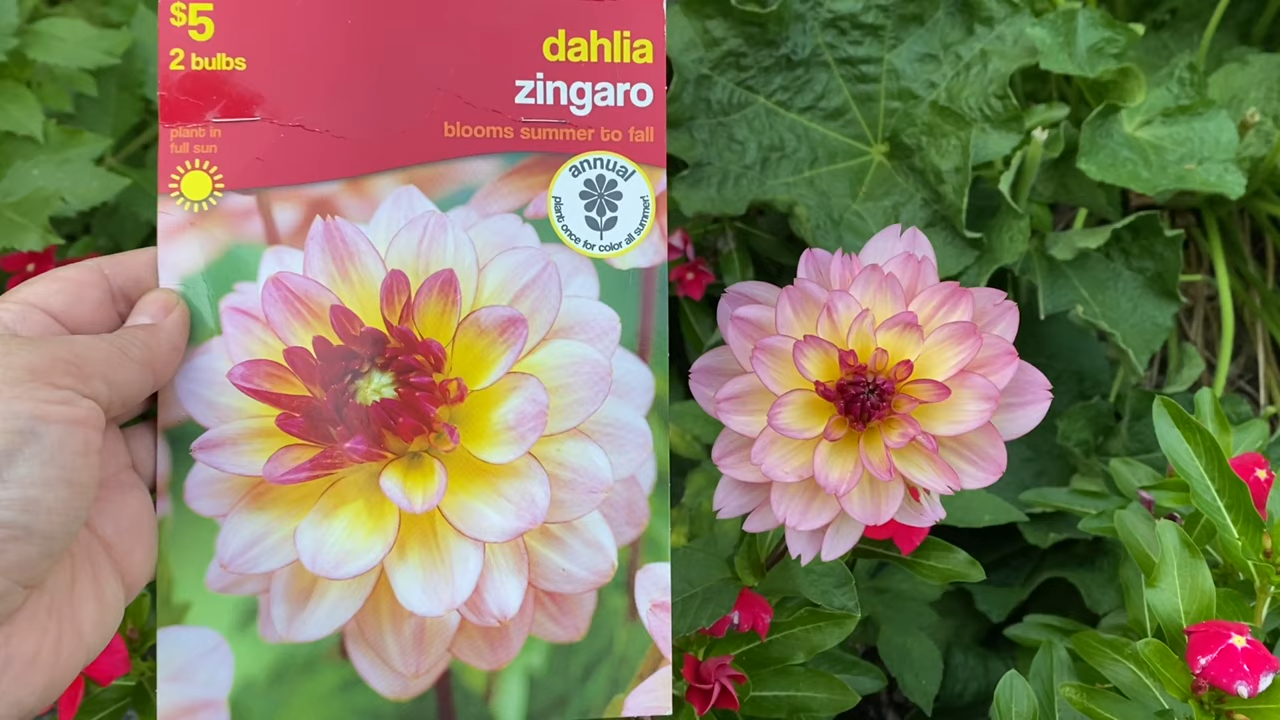 $5
2 bulbs
plant in
full sun
dahlia
zingaro
blooms summer to fall
annual
plant once for color all summer!